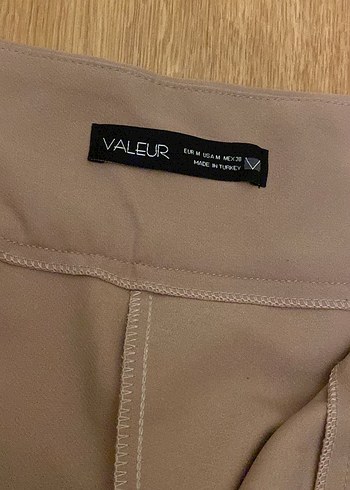 VALEUR
EUR M USA M MEX 28
MADE IN TURKEY